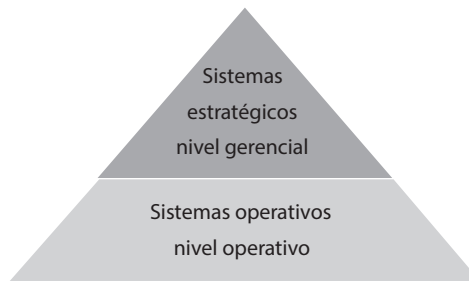 Sistemas
estratégicos
nivel gerencial
Sistemas operativos
nivel operativo